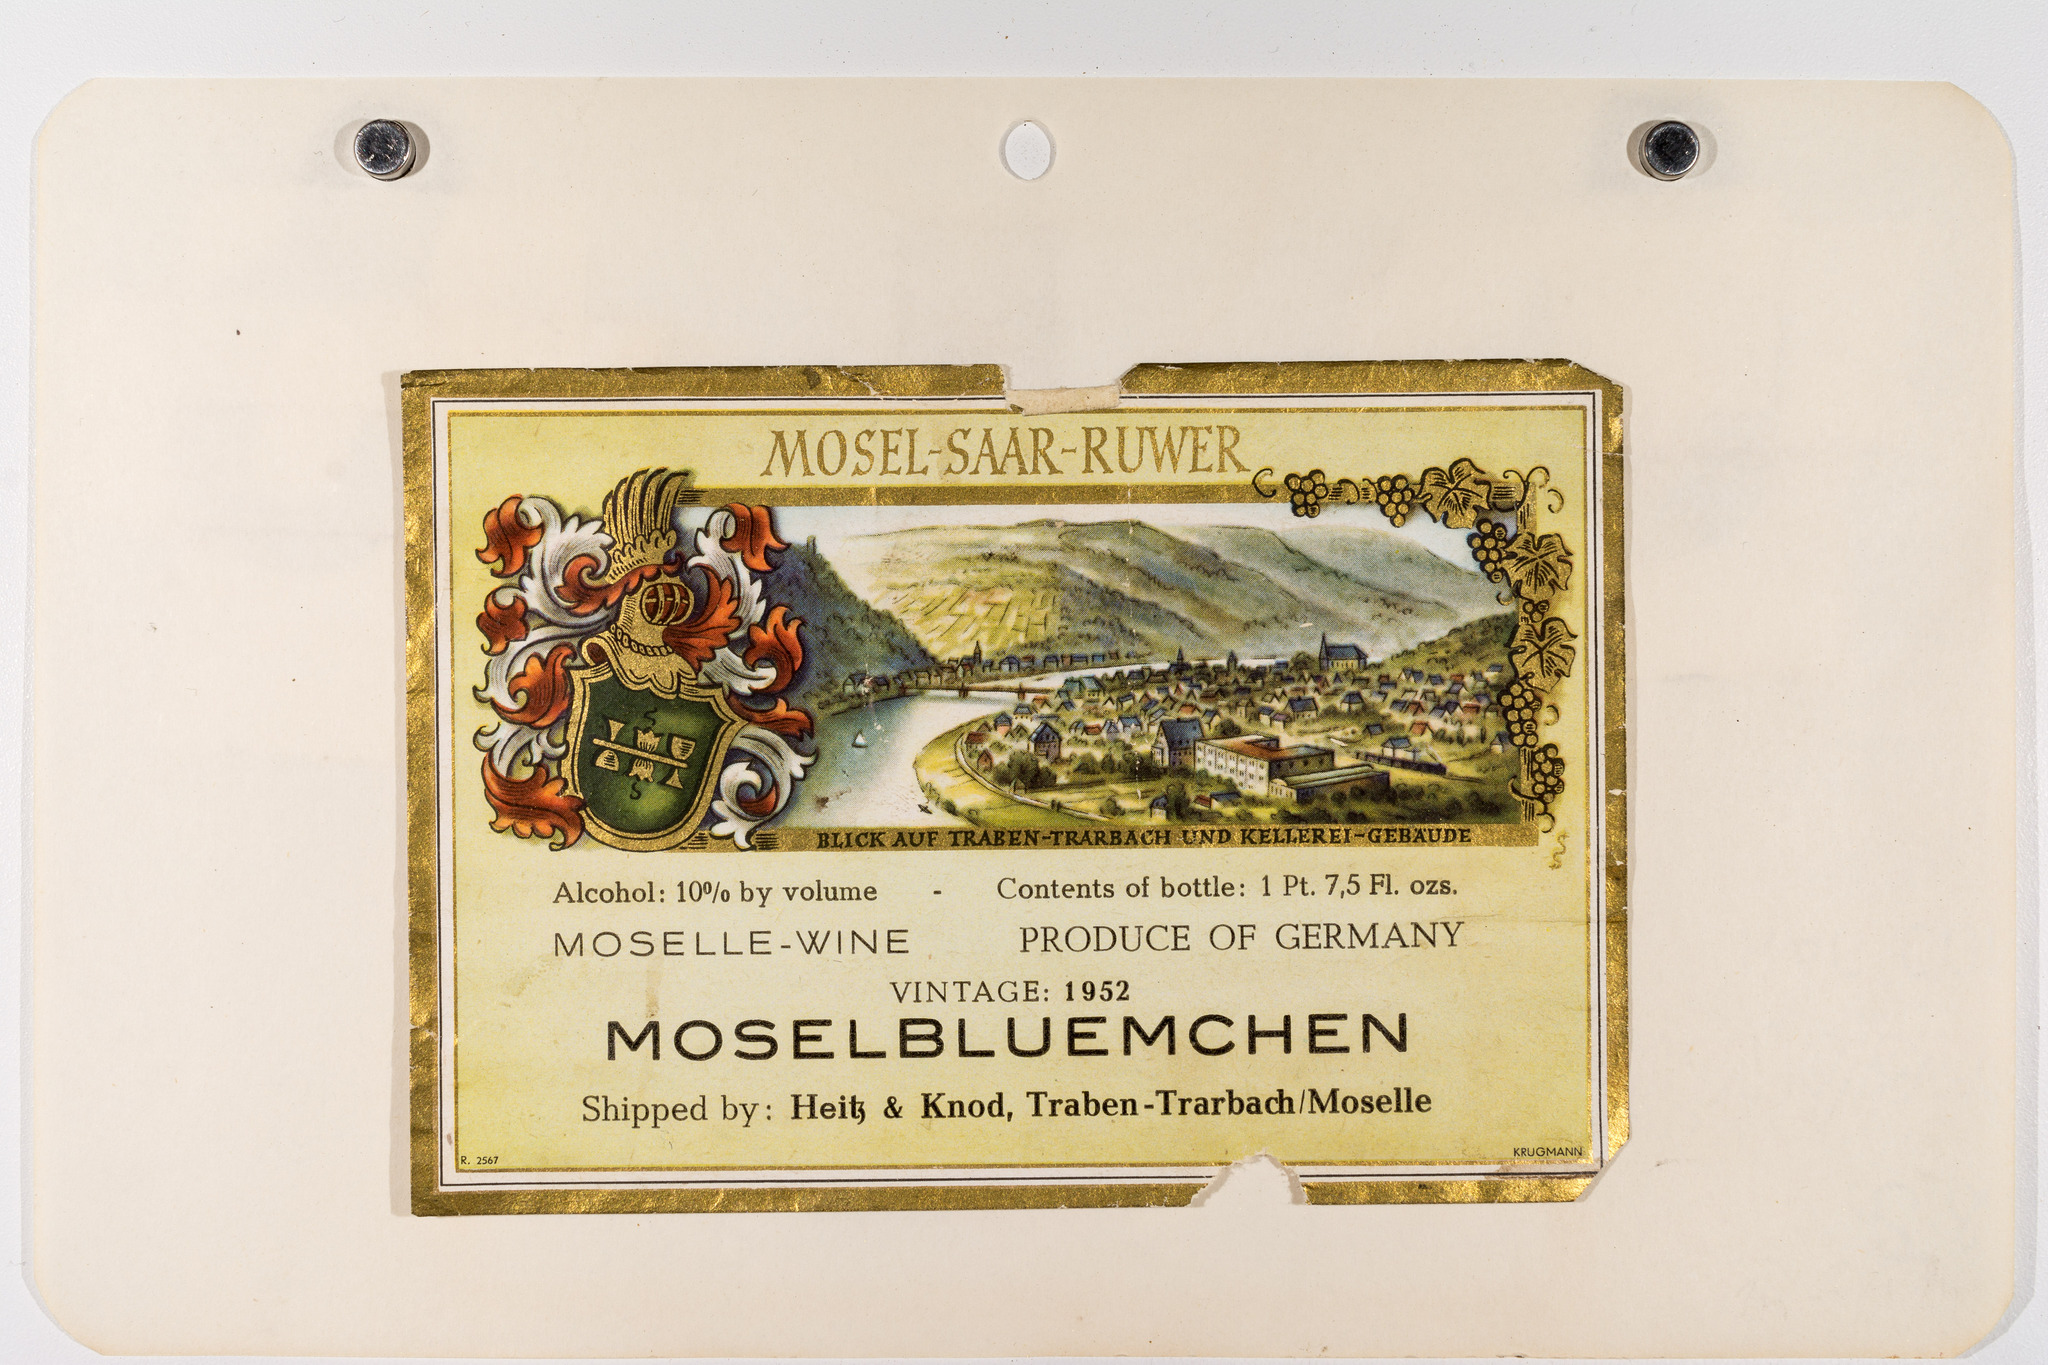 MOSEL-SAAR-RUWER
BLICK AUF TRABEN-TRARBACH UND KELLEREI-GEBÄUDE
Alcohol: 10% by volume - Contents of bottle: 1 Pt. 7,5 Fl. ozs.
MOSELLE-WINE PRODUCE OF GERMANY
VINTAGE: 1952
MOSELBLUEMCHEN
Shipped by: Heitz & Knod, Traben-Trarbach/Moselle
R. 2567 KRUGMANN